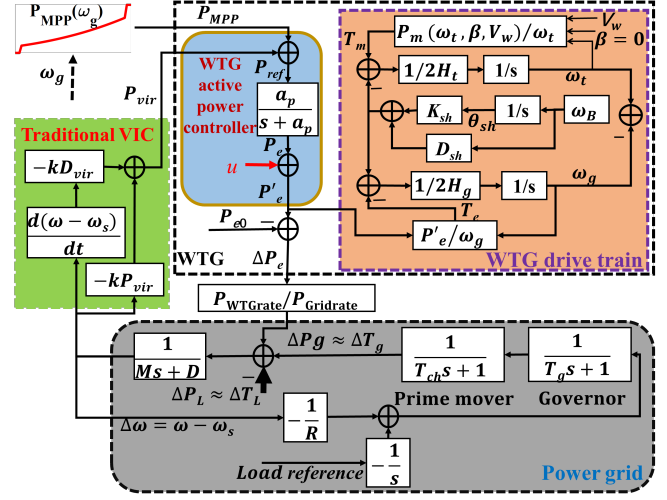 P_MPP(ω_g)
ω_g
P_MPP
P_vir
P_ref
WTG
active
power
controller
a_p
s + a_p
P_e
u
P'_e
P_e0
−
ΔP_e
WTG
Traditional VIC
−kD_vir
d(ω − ω_s)
dt
−kP_vir
T_m
P_m(ω_t, β, V_w)/ω_t
V_w
β = 0
−
1/2H_t
1/s
ω_t
K_sh
θ_sh
1/s
ω_B
−
D_sh
1/2H_g
1/s
ω_g
−
T_e
P'_e/ω_g
WTG drive train
P_WTGrate/P_Gridrate
1
Ms + D
ΔPg ≈ ΔT_g
−
ΔP_L ≈ ΔT_L
1
T_ch s + 1
Prime mover
1
T_g s + 1
Governor
Δω = ω − ω_s
−1/R
Load reference
−1/s
Power grid